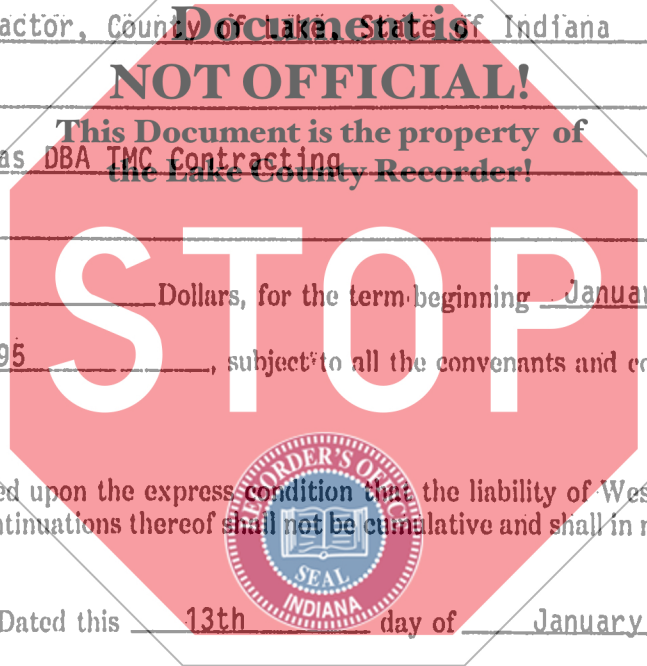 actor, County of Lake, State of Indiana
Document is
NOT OFFICIAL!
This Document is the property of
as DBA TMC Contracting
the Lake County Recorder!
STOP
Dollars, for the term beginning Januar
95 , subject to all the convenants and co
RECORDER'S OFFICE
ed upon the express condition that the liability of Wes
ntinuations thereof shall not be cumulative and shall in n
SEAL
INDIANA
Dated this 13th day of January